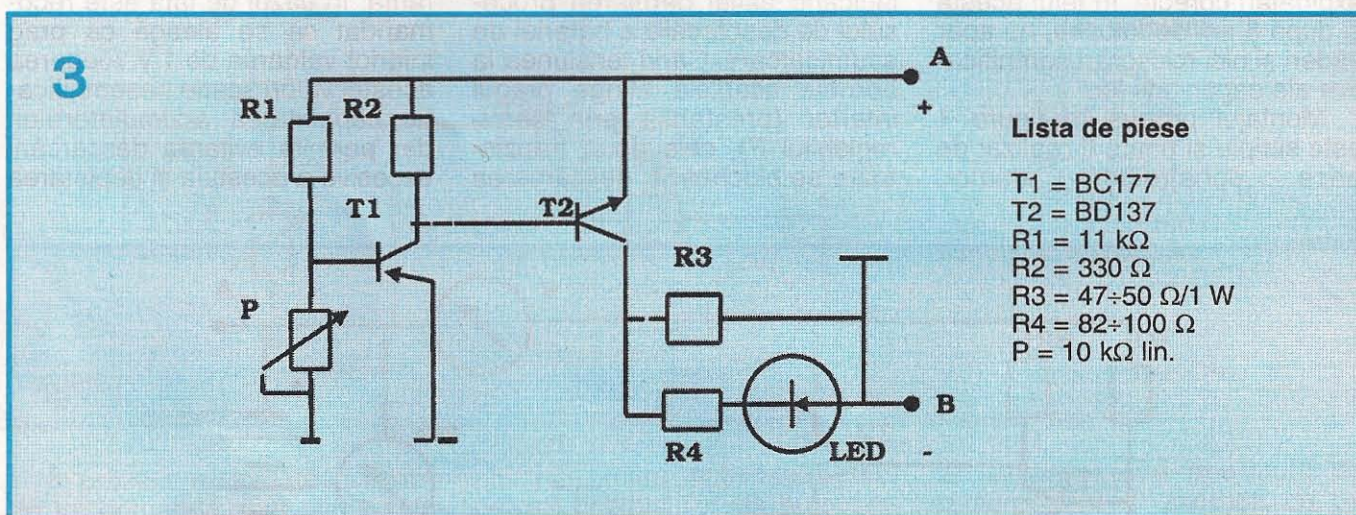 3
A
+
R1
R2
T1
T2
R3
P
R4
LED
B
-
Lista de piese
T1 = BC177
T2 = BD137
R1 = 11 kΩ
R2 = 330 Ω
R3 = 47÷50 Ω/1 W
R4 = 82÷100 Ω
P = 10 kΩ lin.